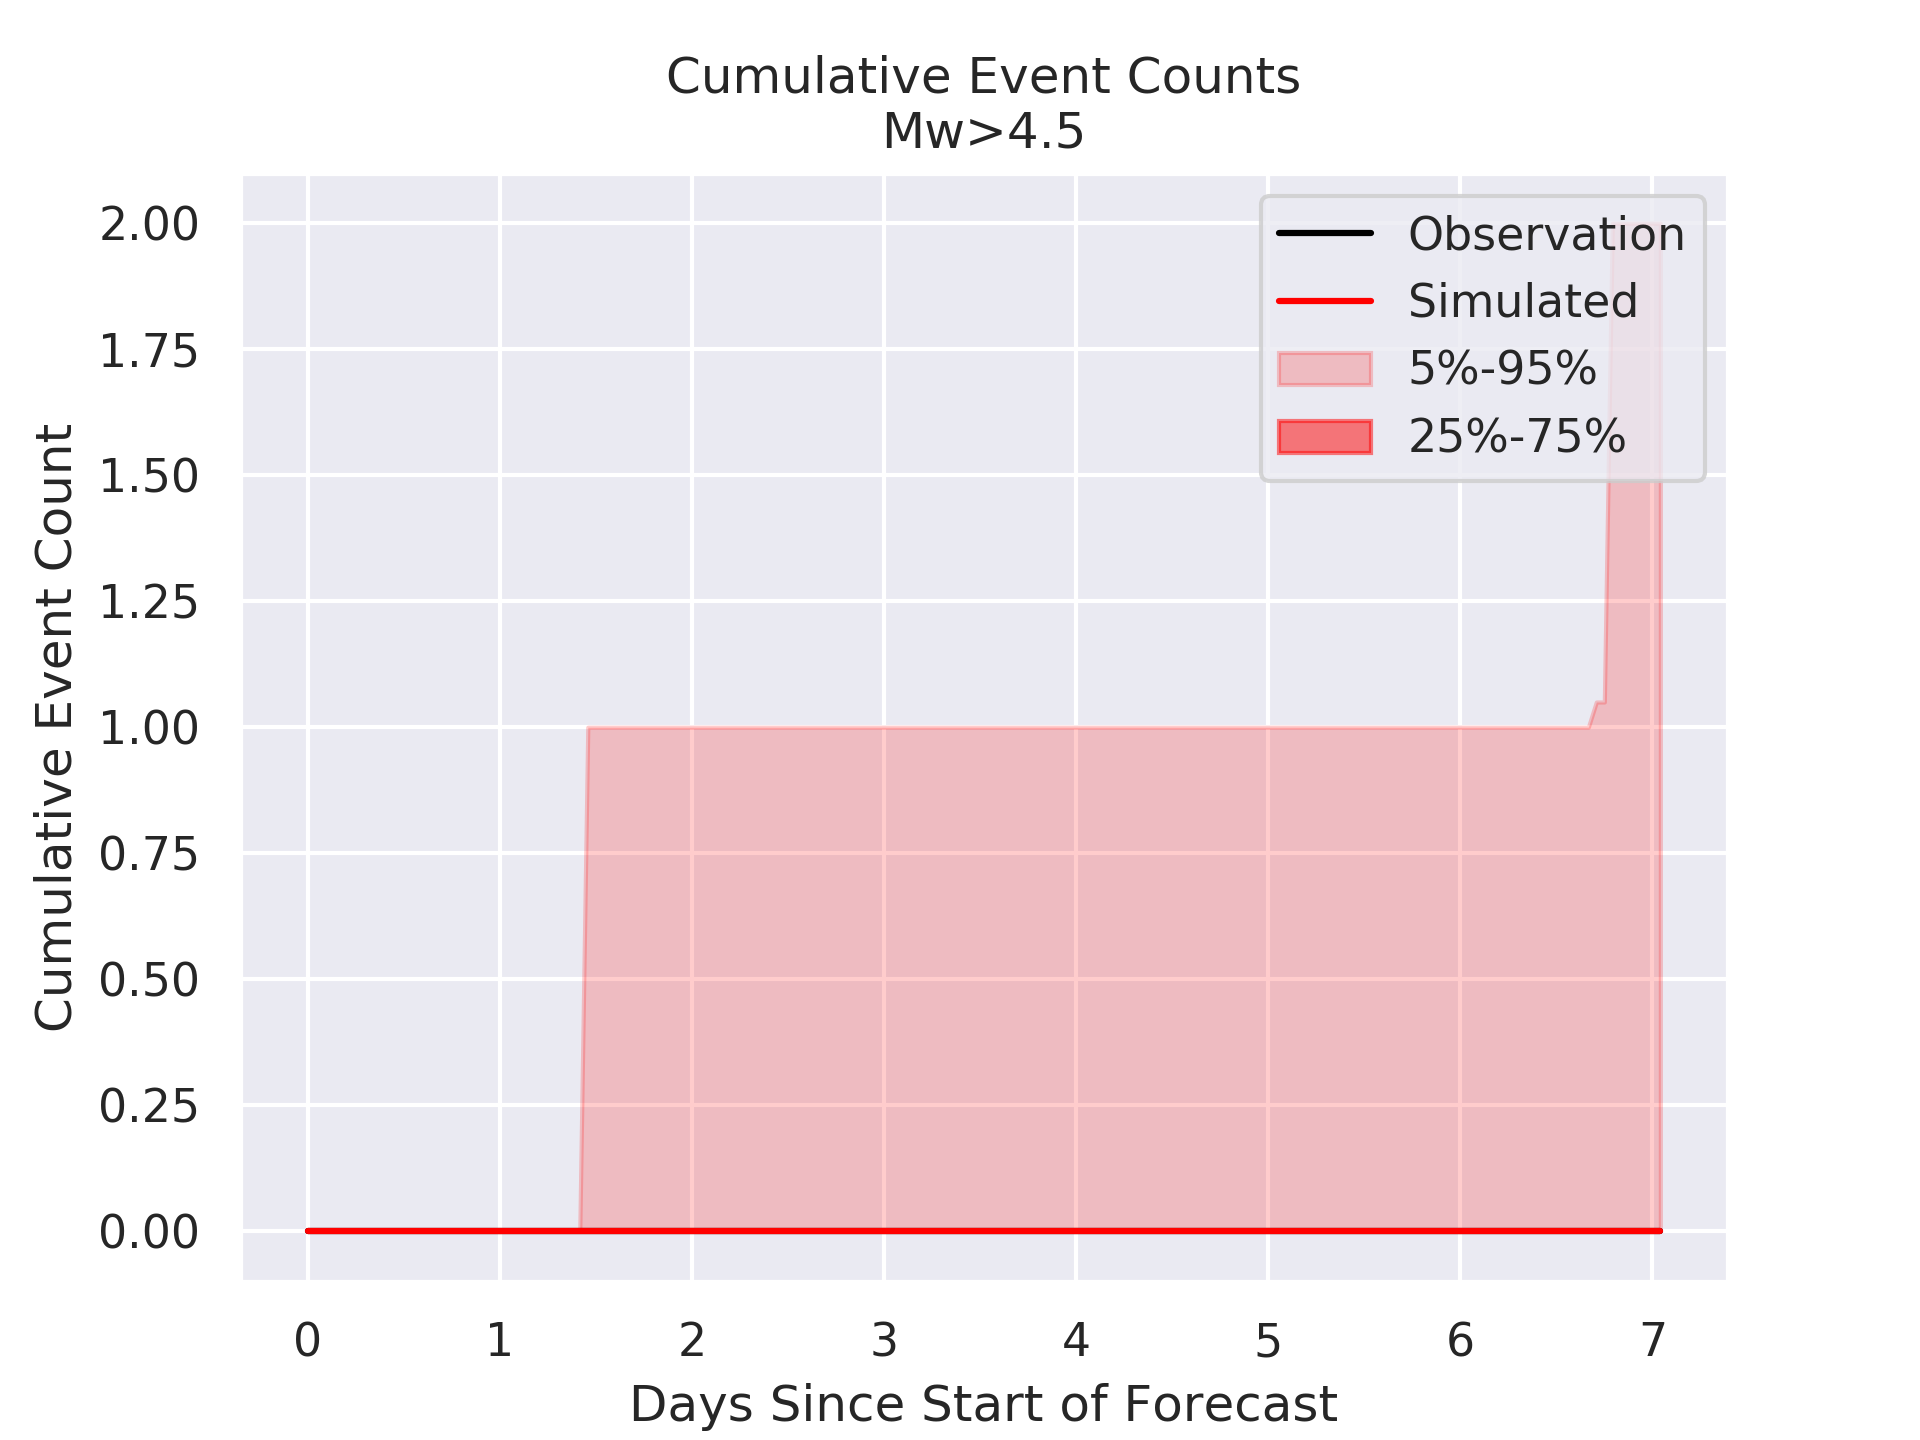 Cumulative Event Counts
Mw>4.5
Cumulative Event Count
2.00
1.75
1.50
1.25
1.00
0.75
0.50
0.25
0.00
Observation
Simulated
5%-95%
25%-75%
0 1 2 3 4 5 6 7
Days Since Start of Forecast